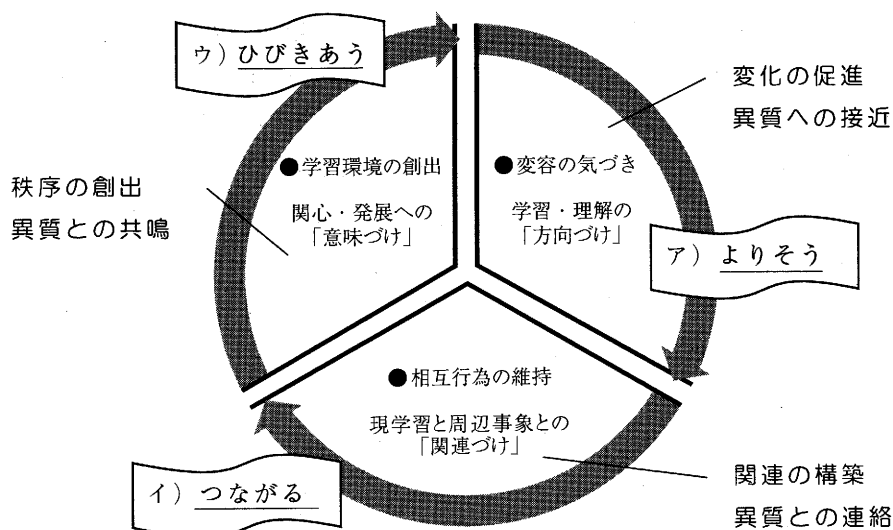 ウ) ひびきあう
変化の促進
異質への接近
●学習環境の創出
関心・発展への
「意味づけ」
●変容の気づき
学習・理解の
「方向づけ」
秩序の創出
異質との共鳴
ア) よりそう
●相互行為の維持
現学習と周辺事象との
「関連づけ」
イ) つながる
関連の構築
異質との連絡